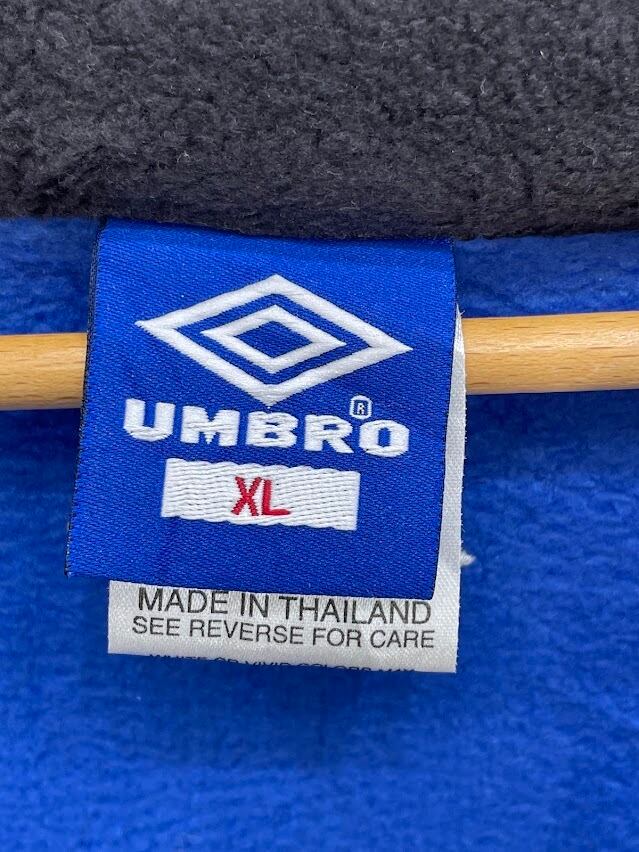 UMBRO®
XL
MADE IN THAILAND
SEE REVERSE FOR CARE